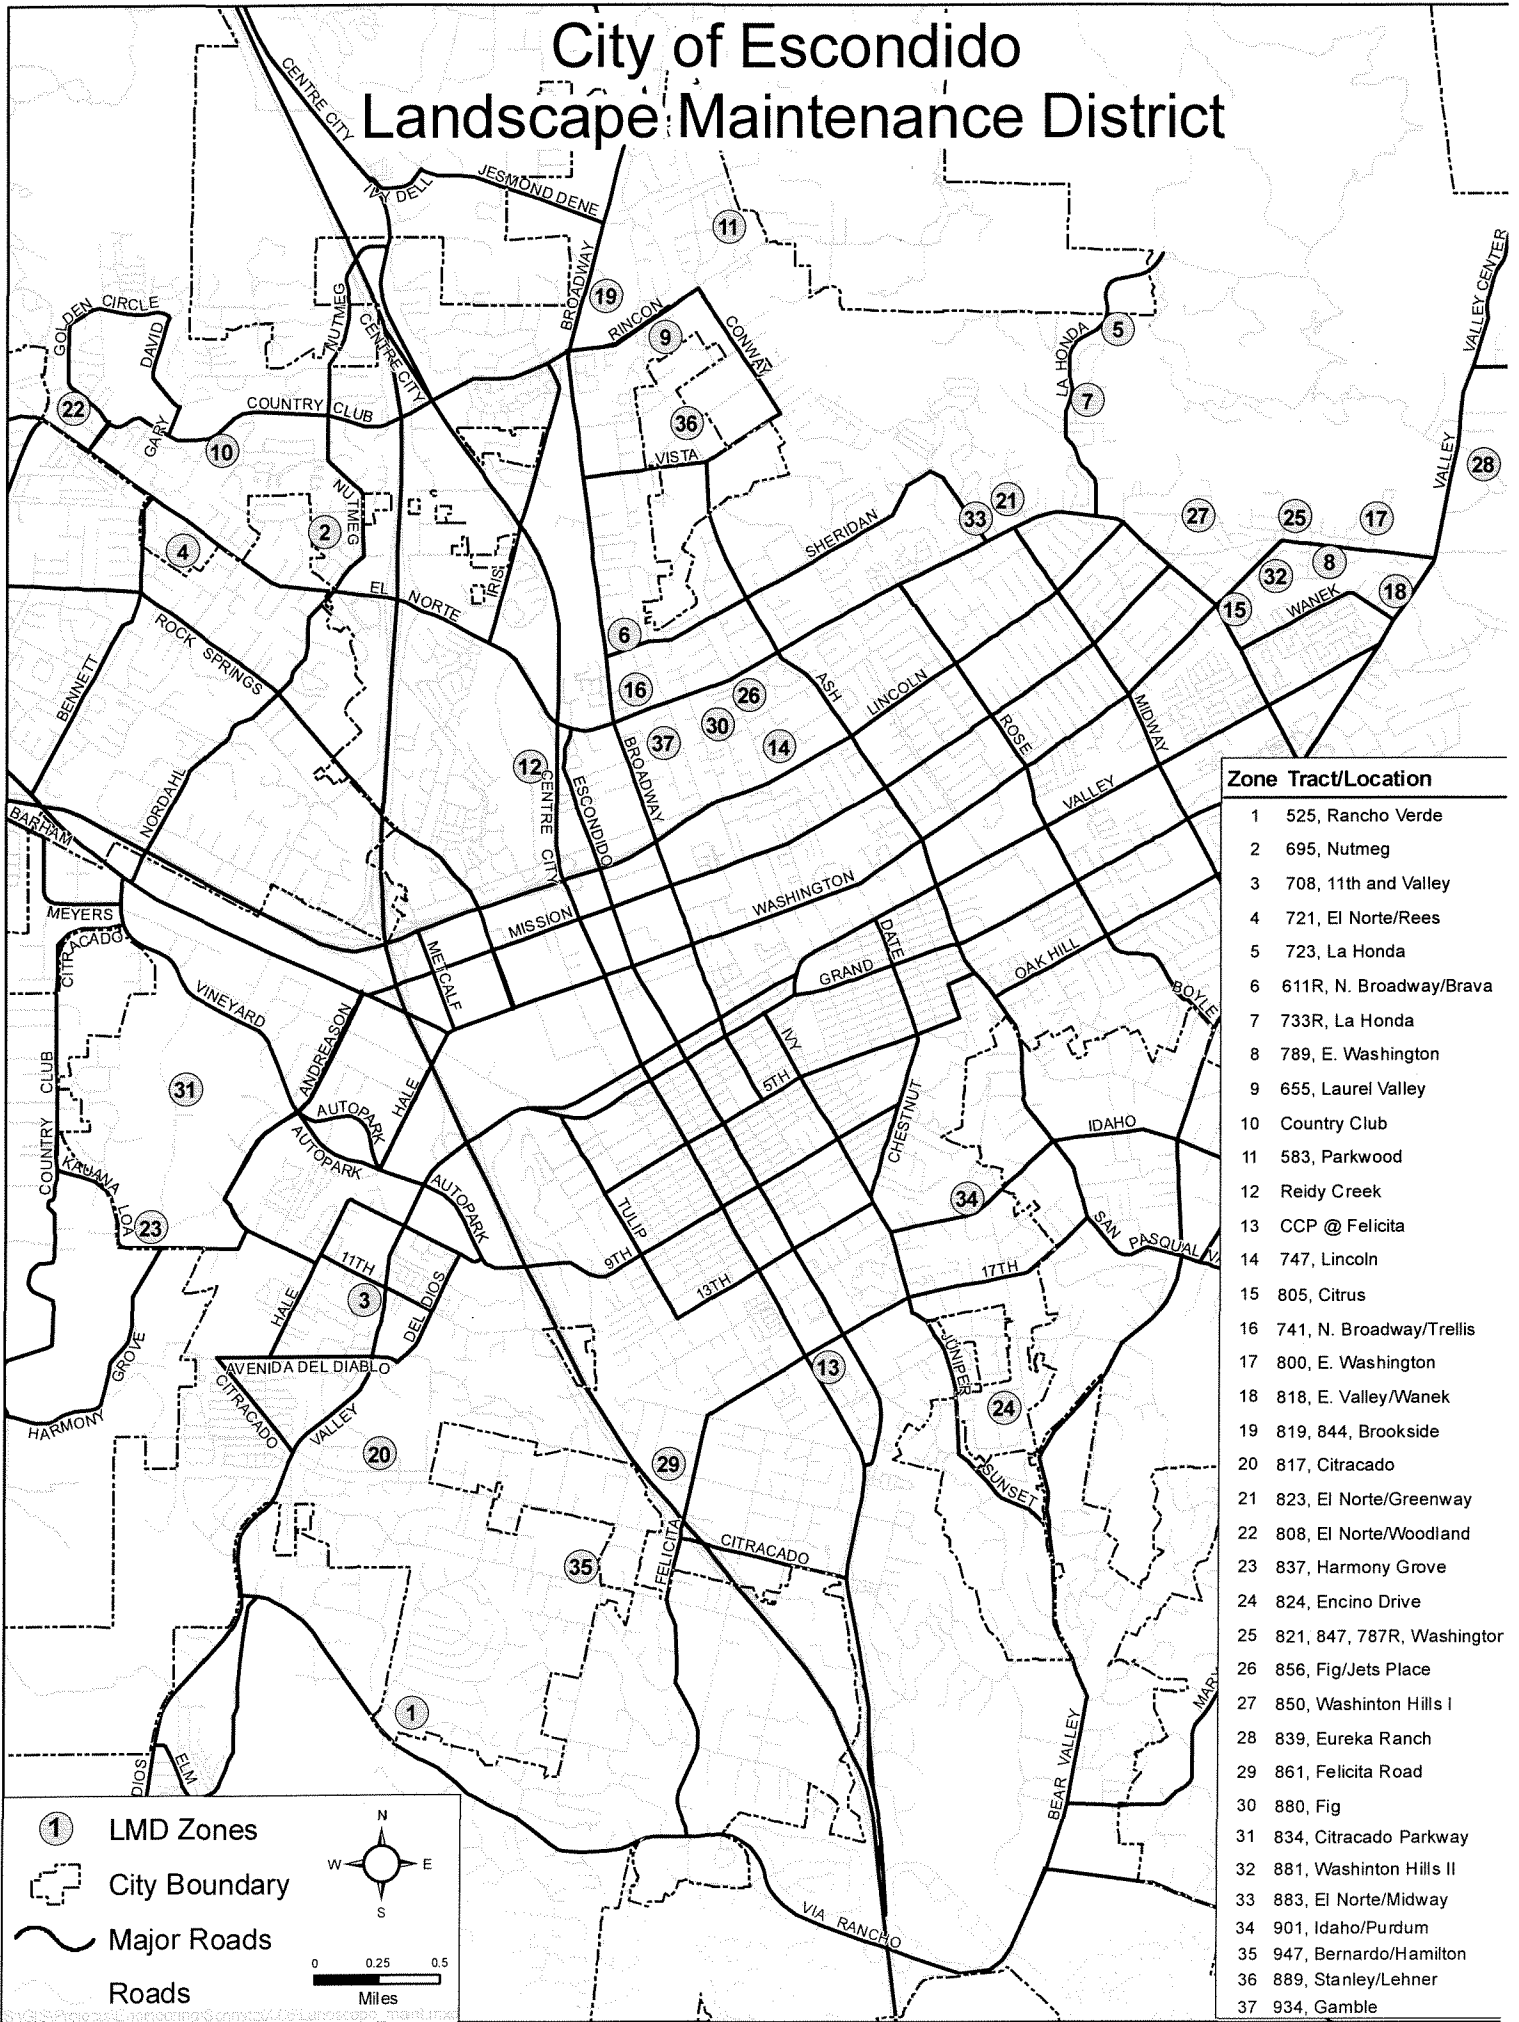 City of Escondido
Landscape Maintenance District
CENTRE CITY
IVY DELL
JESMOND DENE
11
BROADWAY
19
RINCON
9
CONWAY
LA HONDA
5
7
VALLEY CENTER
GOLDEN CIRCLE
DAVID
NUTMEG
CENTRE CITY
22
COUNTRY CLUB
GARY
10
36
VISTA
VALLEY
28
NUTMEG
2
4
SHERIDAN
33
21
27
25
17
8
32
18
15
WANEK
EL NORTE
IRIS
ROCK SPRINGS
BENNETT
6
16
26
30
37
14
ASH
LINCOLN
ROSE
MIDWAY
12
CENTRE CITY
ESCONDIDO
BROADWAY
NORDAHL
BARHAM
VALLEY
MEYERS
CITRACADO
MISSION
WASHINGTON
METCALF
DATE
GRAND
OAK HILL
BOYLE
VINEYARD
ANDREASON
IVY
COUNTRY CLUB
31
HALE
5TH
AUTOPARK
AUTOPARK
AUTOPARK
CHESTNUT
IDAHO
KAUANA LOA
23
TULIP
34
SAN PASQUAL VA
9TH
13TH
17TH
11TH
3
HALE
DEL DIOS
AVENIDA DEL DIABLO
CITRACADO
VALLEY
GROVE
HARMONY
13
JUNIPER
24
20
29
SUNSET
FELICITA
CITRACADO
35
1
MARY
BEAR VALLEY
DIOS
ELM
VIA RANCHO
Zone Tract/Location
1 525, Rancho Verde
2 695, Nutmeg
3 708, 11th and Valley
4 721, El Norte/Rees
5 723, La Honda
6 611R, N. Broadway/Brava
7 733R, La Honda
8 789, E. Washington
9 655, Laurel Valley
10 Country Club
11 583, Parkwood
12 Reidy Creek
13 CCP @ Felicita
14 747, Lincoln
15 805, Citrus
16 741, N. Broadway/Trellis
17 800, E. Washington
18 818, E. Valley/Wanek
19 819, 844, Brookside
20 817, Citracado
21 823, El Norte/Greenway
22 808, El Norte/Woodland
23 837, Harmony Grove
24 824, Encino Drive
25 821, 847, 787R, Washingtor
26 856, Fig/Jets Place
27 850, Washinton Hills I
28 839, Eureka Ranch
29 861, Felicita Road
30 880, Fig
31 834, Citracado Parkway
32 881, Washinton Hills II
33 883, El Norte/Midway
34 901, Idaho/Purdum
35 947, Bernardo/Hamilton
36 889, Stanley/Lehner
37 934, Gamble
1 LMD Zones
City Boundary
Major Roads
Roads
N
W E
S
0 0.25 0.5
Miles